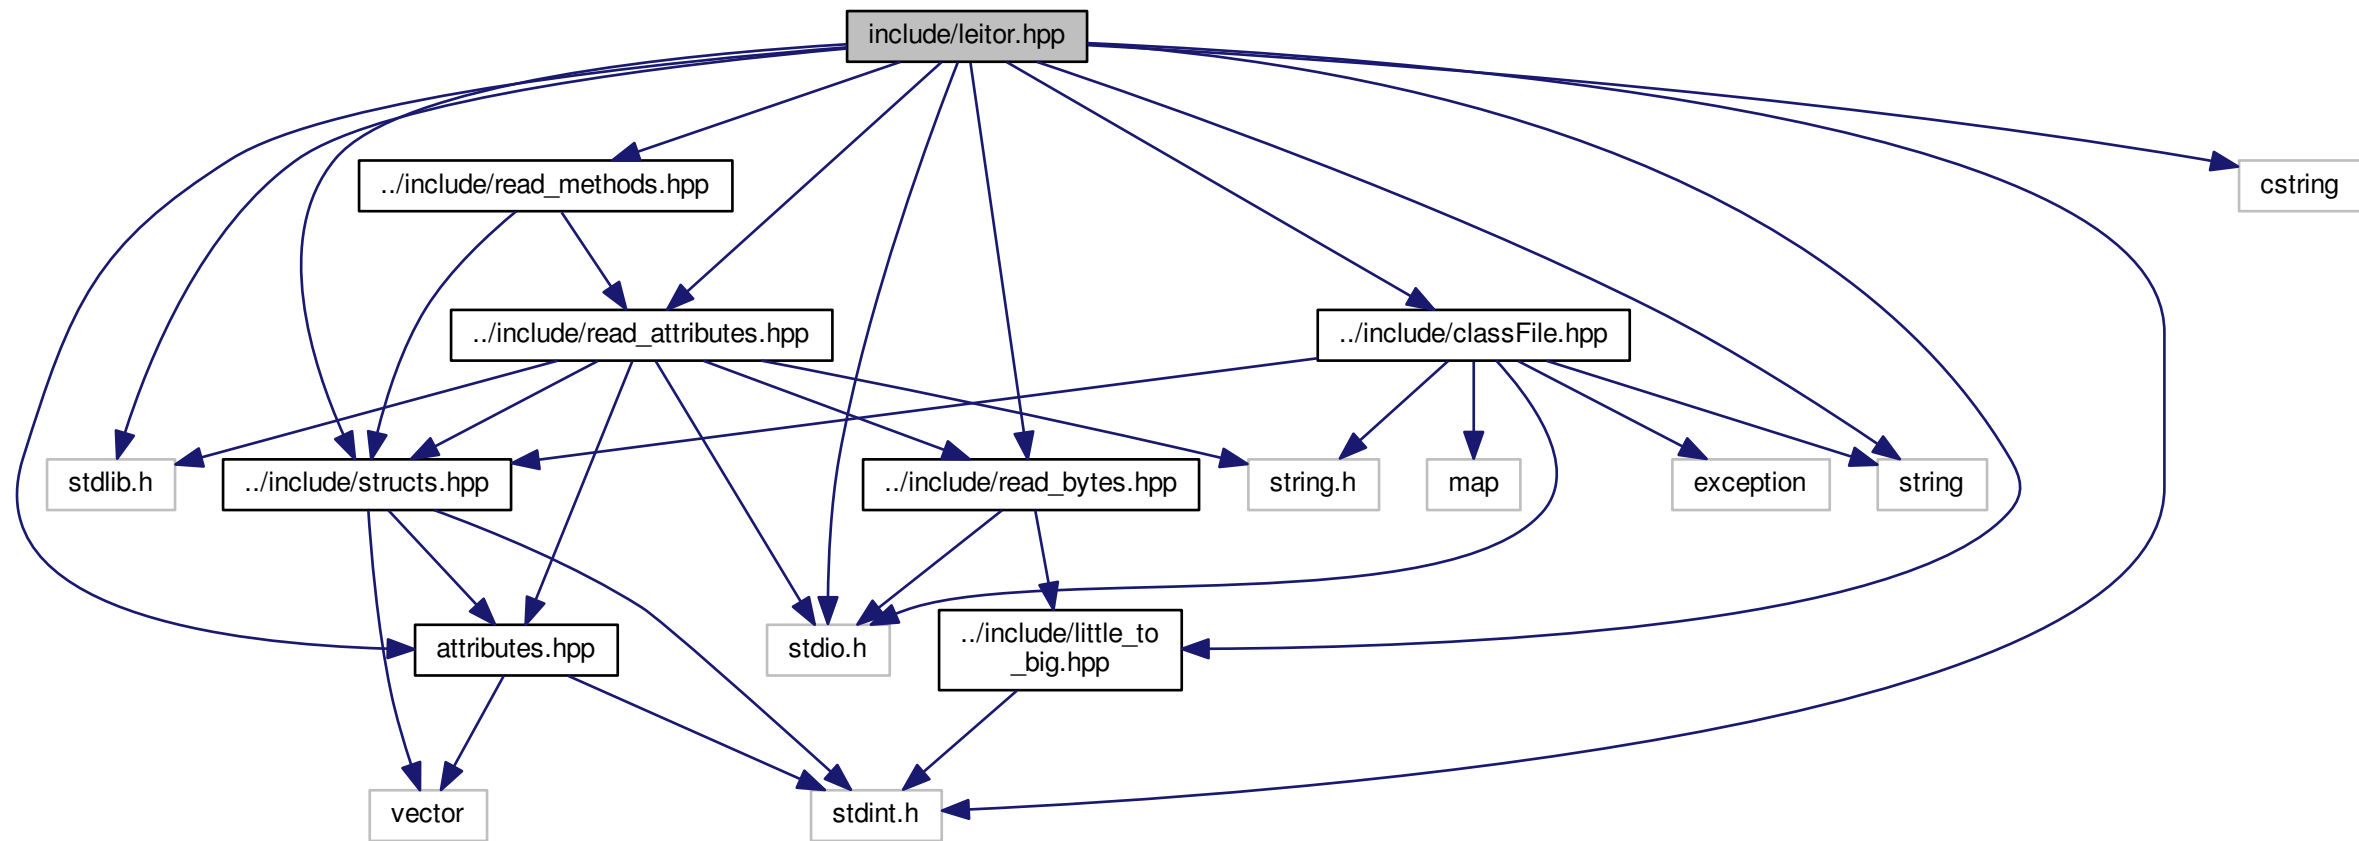 include/leitor.hpp
../include/read_methods.hpp
cstring
../include/read_attributes.hpp
../include/classFile.hpp
stdlib.h
../include/structs.hpp
../include/read_bytes.hpp
string.h
map
exception
string
attributes.hpp
stdio.h
../include/little_to
_big.hpp
vector
stdint.h